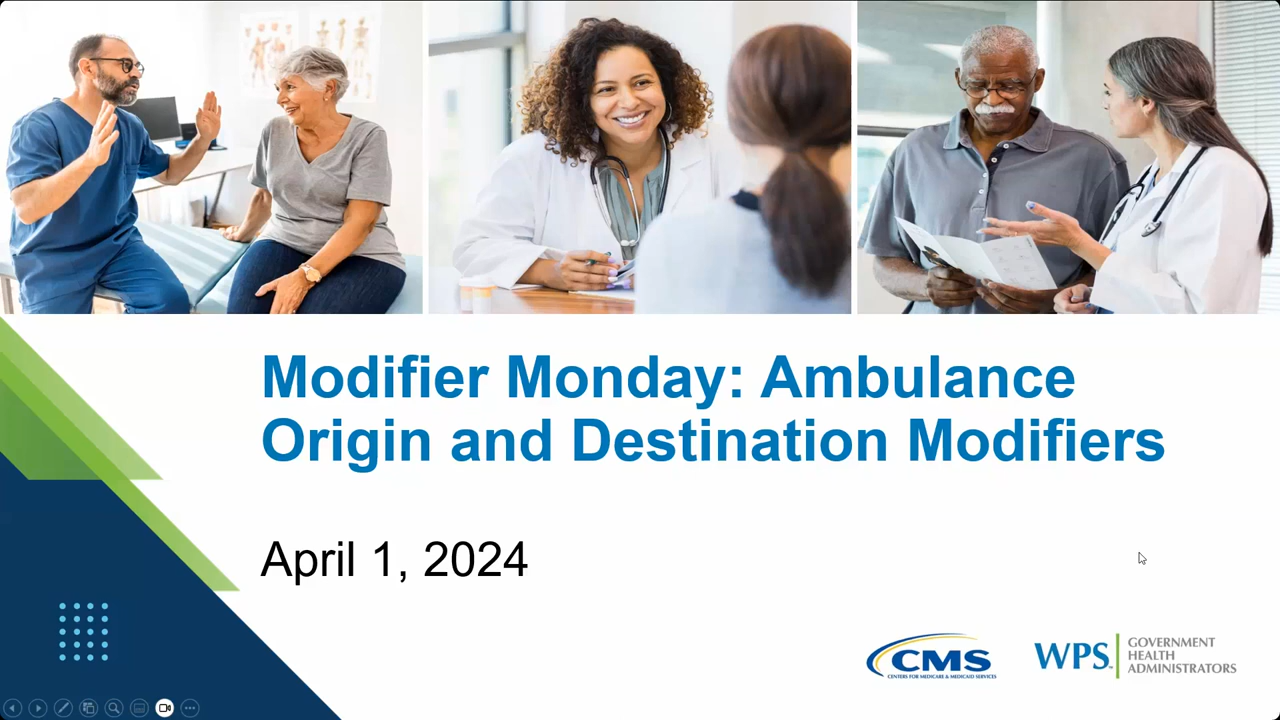 Modifier Monday: Ambulance
Origin and Destination Modifiers
April 1, 2024
CMS
CENTERS FOR MEDICARE & MEDICAID SERVICES
WPS
GOVERNMENT
HEALTH
ADMINISTRATORS